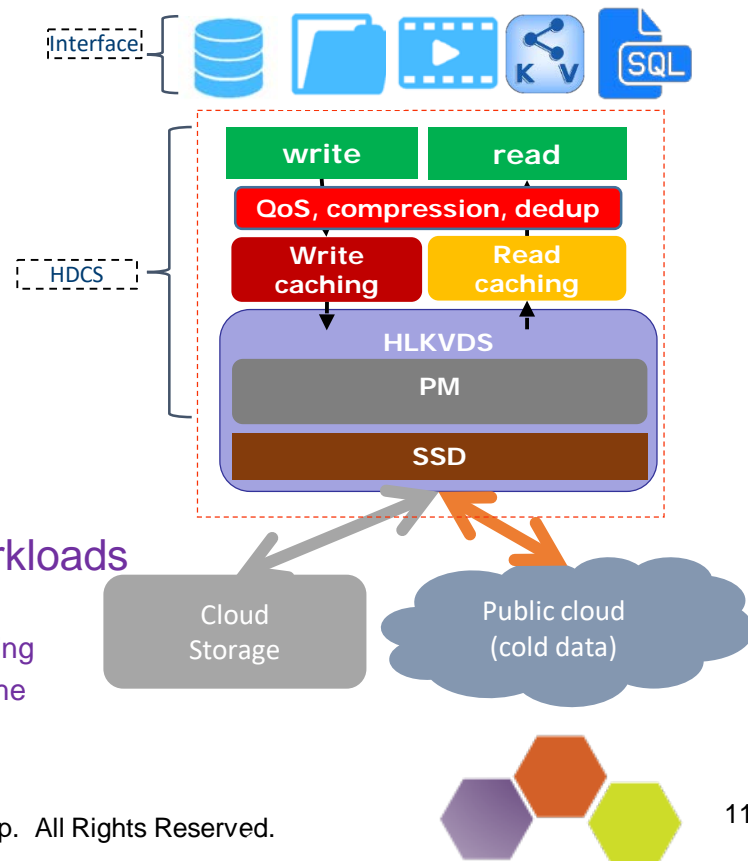 Interface
K V
SQL
write
read
QoS, compression, dedup
Write
caching
Read
caching
HDCS
HLKVDS
PM
SSD
rkloads
Cloud
Storage
Public cloud
(cold data)
ng
ne
p. All Rights Reserved.
11